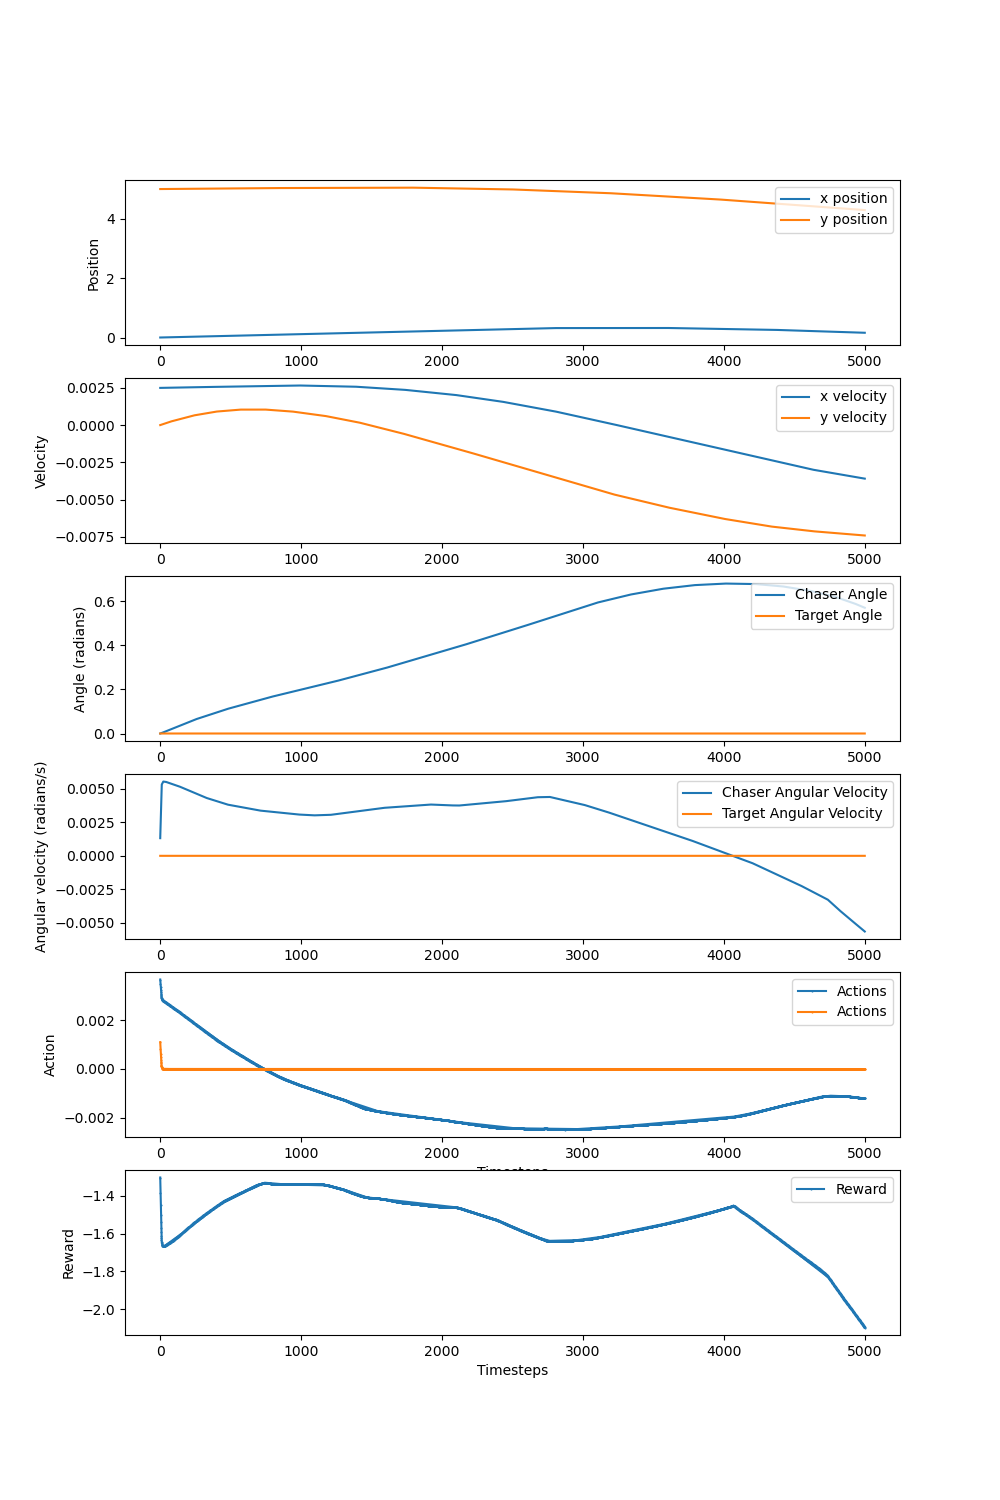 Position
4
2
0
x position
y position
0 1000 2000 3000 4000 5000
Velocity
0.0025
0.0000
−0.0025
−0.0050
−0.0075
x velocity
y velocity
0 1000 2000 3000 4000 5000
Angle (radians)
0.6
0.4
0.2
0.0
Chaser Angle
Target Angle
0 1000 2000 3000 4000 5000
Angular velocity (radians/s)
0.0050
0.0025
0.0000
−0.0025
−0.0050
Chaser Angular Velocity
Target Angular Velocity
0 1000 2000 3000 4000 5000
Action
0.002
0.000
−0.002
Actions
Actions
0 1000 2000 3000 4000 5000
Timesteps
Reward
−1.4
−1.6
−1.8
−2.0
Reward
0 1000 2000 3000 4000 5000
Timesteps